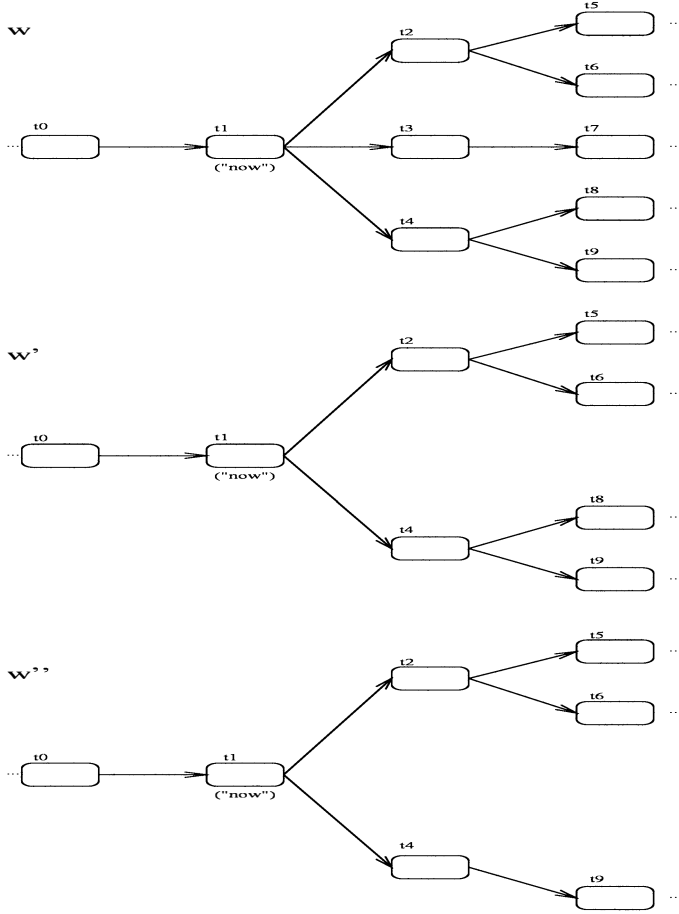 w
t5 ...
t2
t6 ...
t0 t1 t3 t7
... ...
("now")
t8 ...
t4
t9 ...
w'
t5 ...
t2
t6 ...
t0 t1
...
("now")
t8 ...
t4
t9 ...
w''
t5 ...
t2
t6 ...
t0 t1
...
("now")
t4
t9 ...